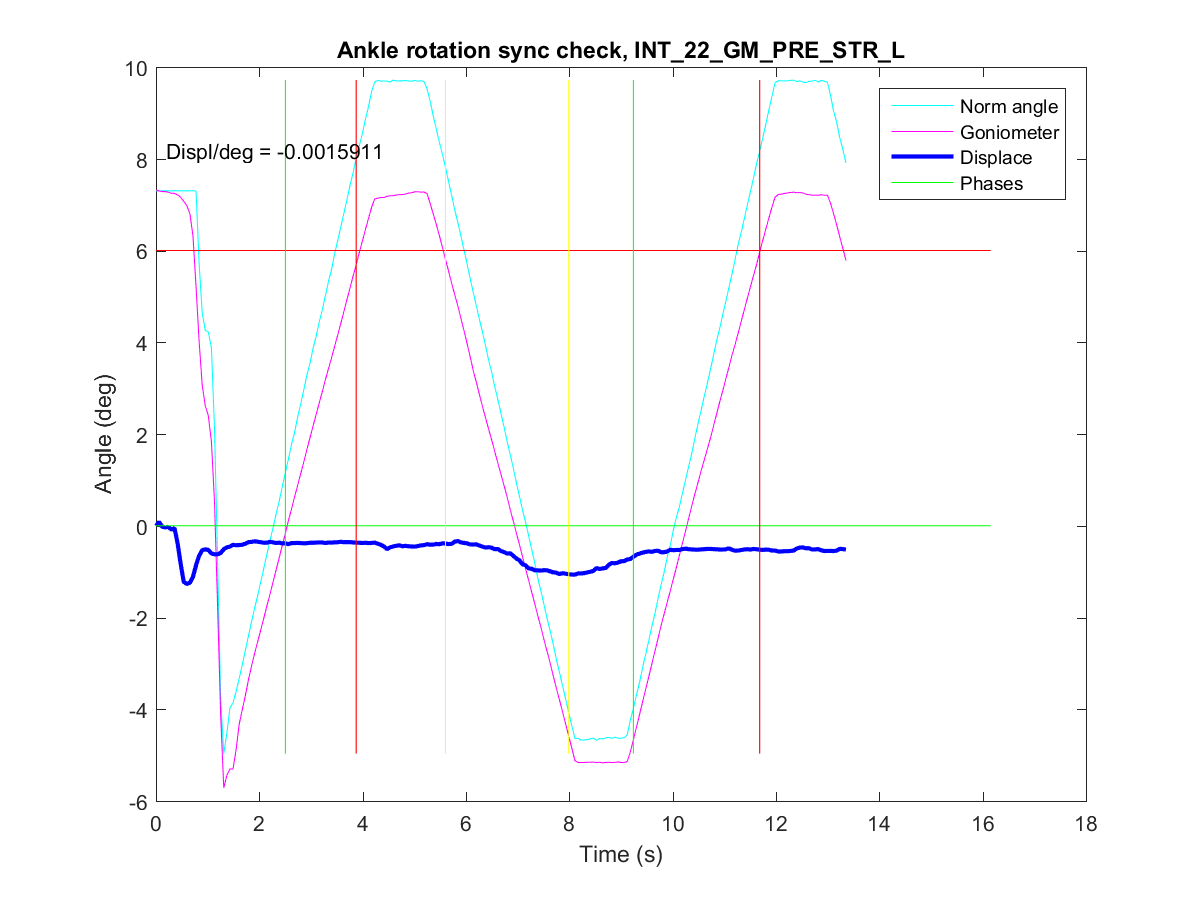 Ankle rotation sync check, INT_22_GM_PRE_STR_L
10
8
6
4
2
0
-2
-4
-6
Angle (deg)
Displ/deg = -0.0015911
Norm angle
Goniometer
Displace
Phases
0 2 4 6 8 10 12 14 16 18
Time (s)